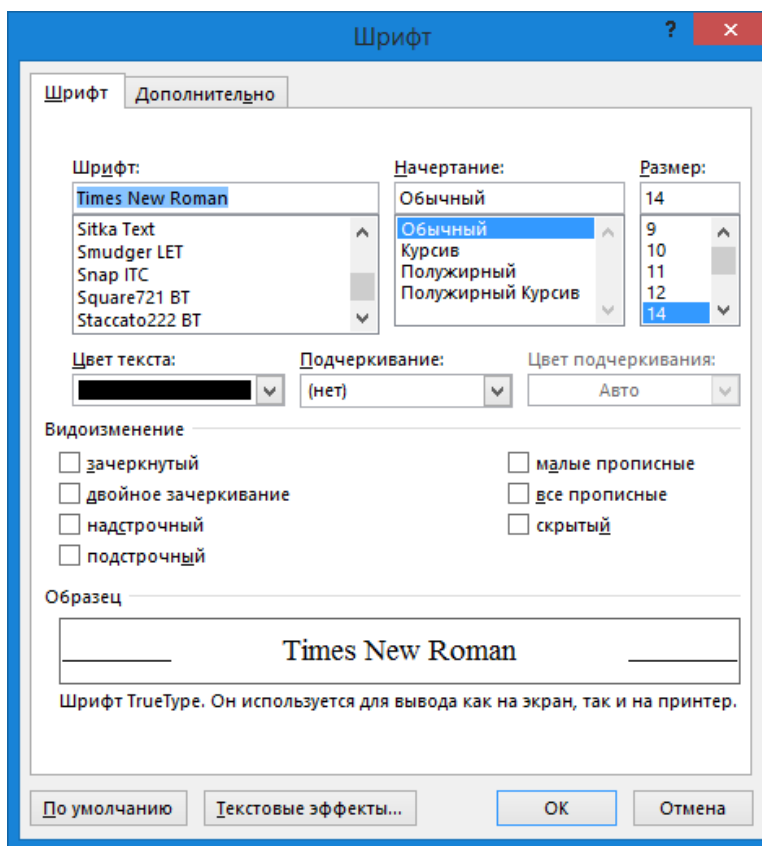 Шрифт ?
Шрифт Дополнительно
Шрифт: Начертание: Размер:
Times New Roman Обычный 14
Sitka Text Обычный 9
Smudger LET Курсив 10
Snap ITC Полужирный 11
Square721 BT Полужирный Курсив 12
Staccato222 BT 14
Цвет текста: Подчеркивание: Цвет подчеркивания:
(нет) Авто
Видоизменение
зачеркнутый малые прописные
двойное зачеркивание все прописные
надстрочный скрытый
подстрочный
Образец
Times New Roman
Шрифт TrueType. Он используется для вывода как на экран, так и на принтер.
По умолчанию Текстовые эффекты... ОК Отмена